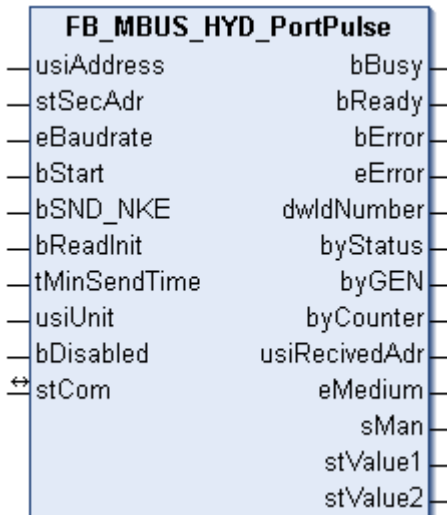 FB_MBUS_HYD_PortPulse
usiAddress bBusy
stSecAdr bReady
eBaudrate bError
bStart eError
bSND_NKE dwIdNumber
bReadInit byStatus
tMinSendTime byGEN
usiUnit byCounter
bDisabled usiRecivedAdr
stCom eMedium
sMan
stValue1
stValue2